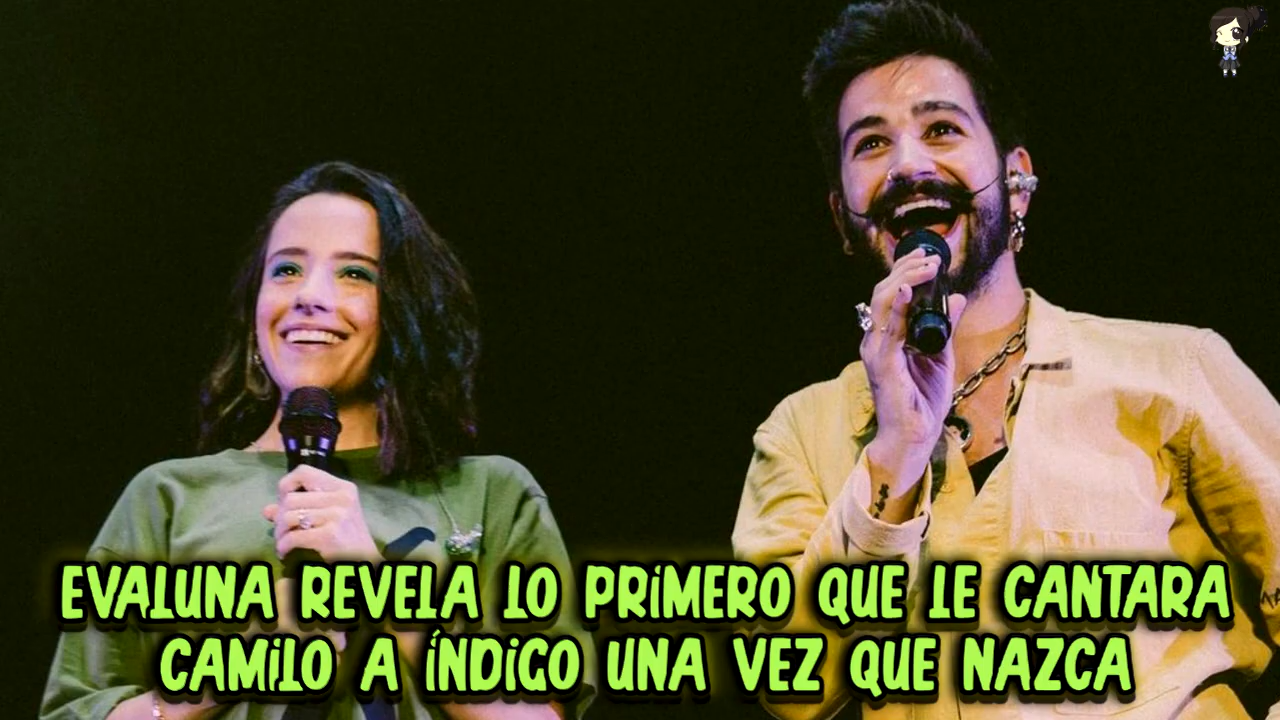 EVALUNA REVELA LO PRIMERO QUE LE CANTARA
CAMILO A ÍNDIGO UNA VEZ QUE NAZCA